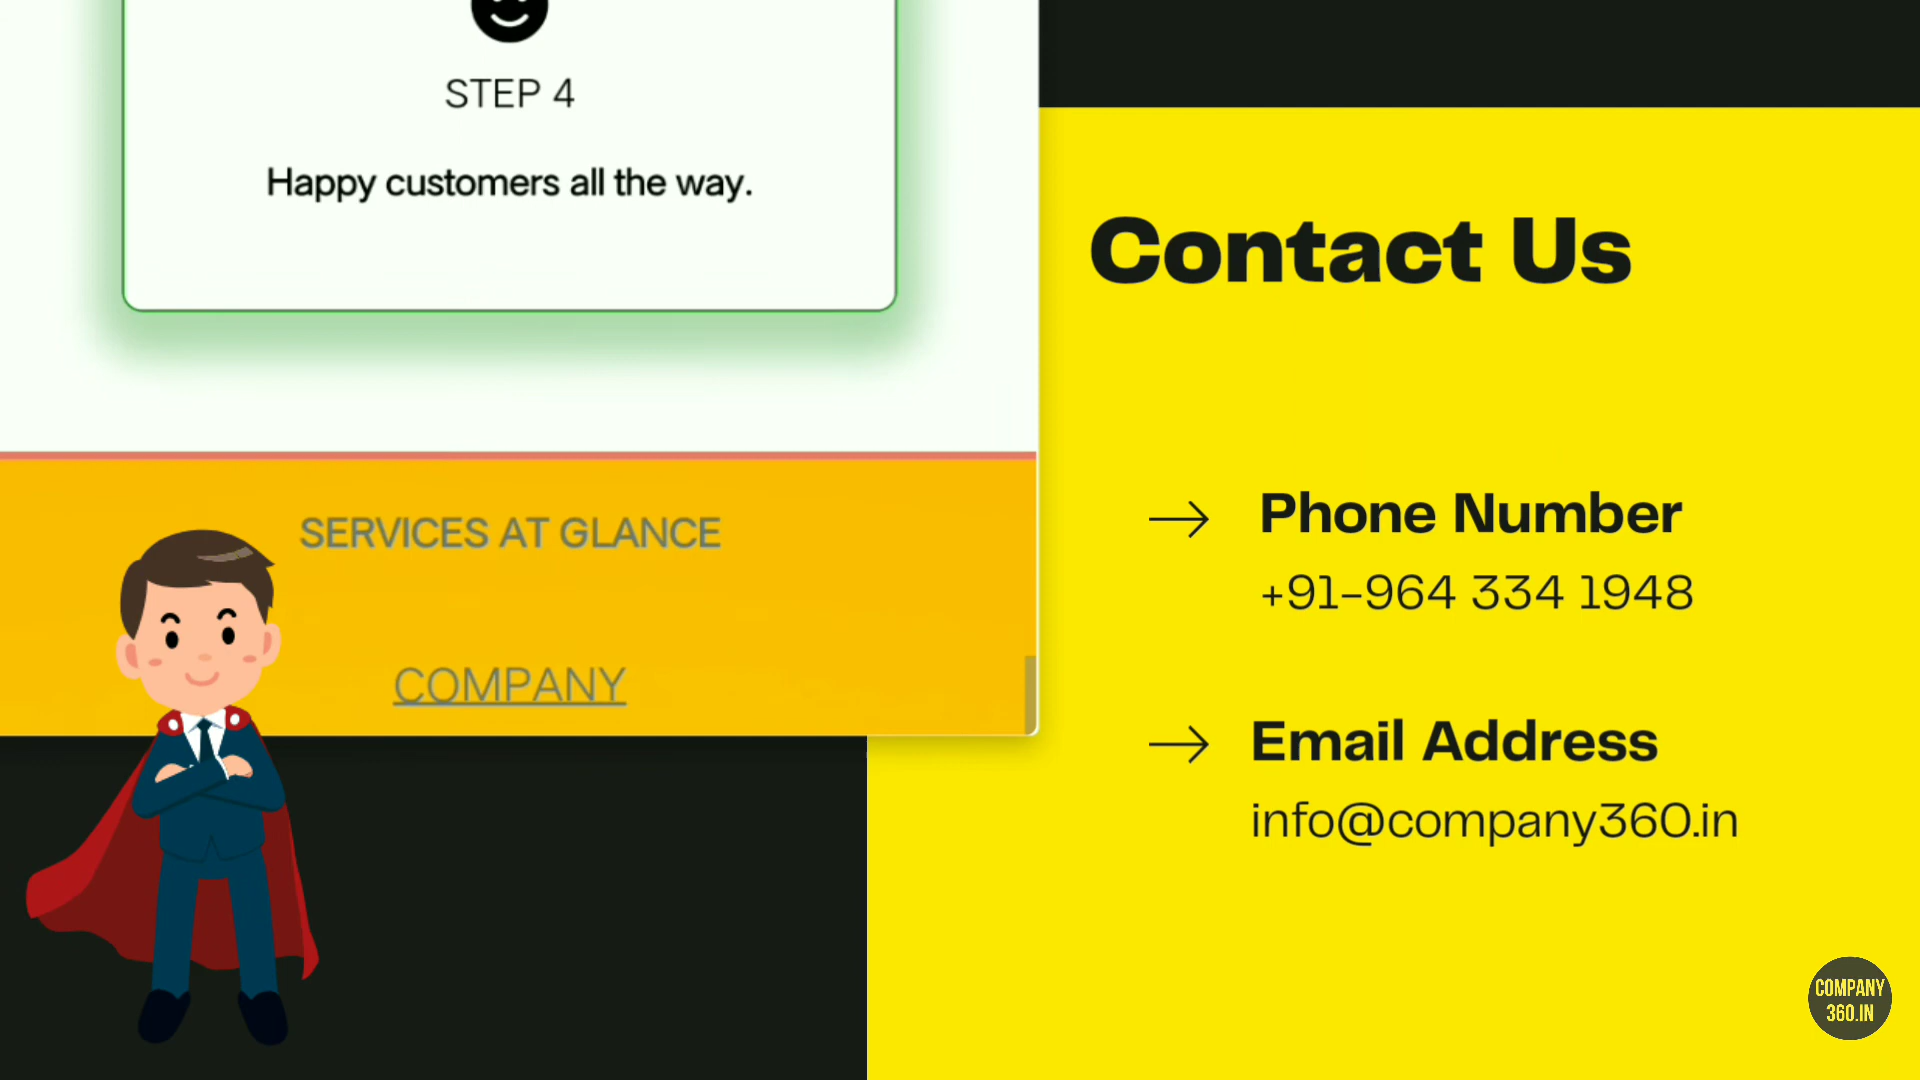 STEP 4
Happy customers all the way.
SERVICES AT GLANCE
COMPANY
Contact Us
Phone Number
+91-964 334 1948
Email Address
info@company360.in
COMPANY
360.IN